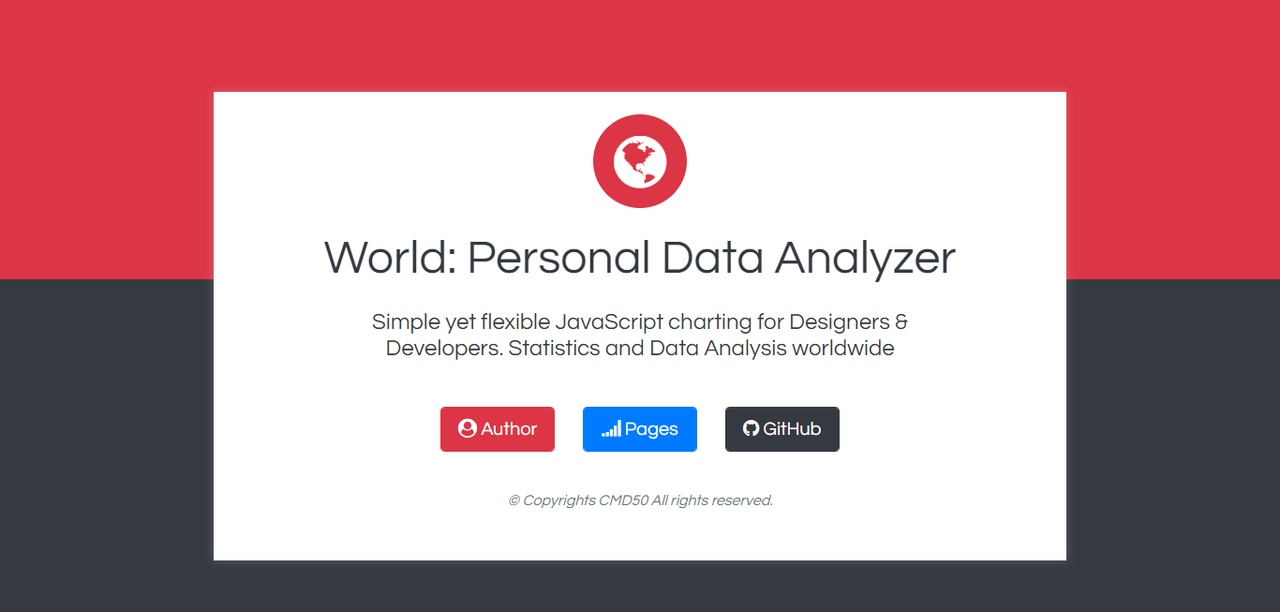 World: Personal Data Analyzer
Simple yet flexible JavaScript charting for Designers &
Developers. Statistics and Data Analysis worldwide
Author
Pages
GitHub
© Copyrights CMD50 All rights reserved.